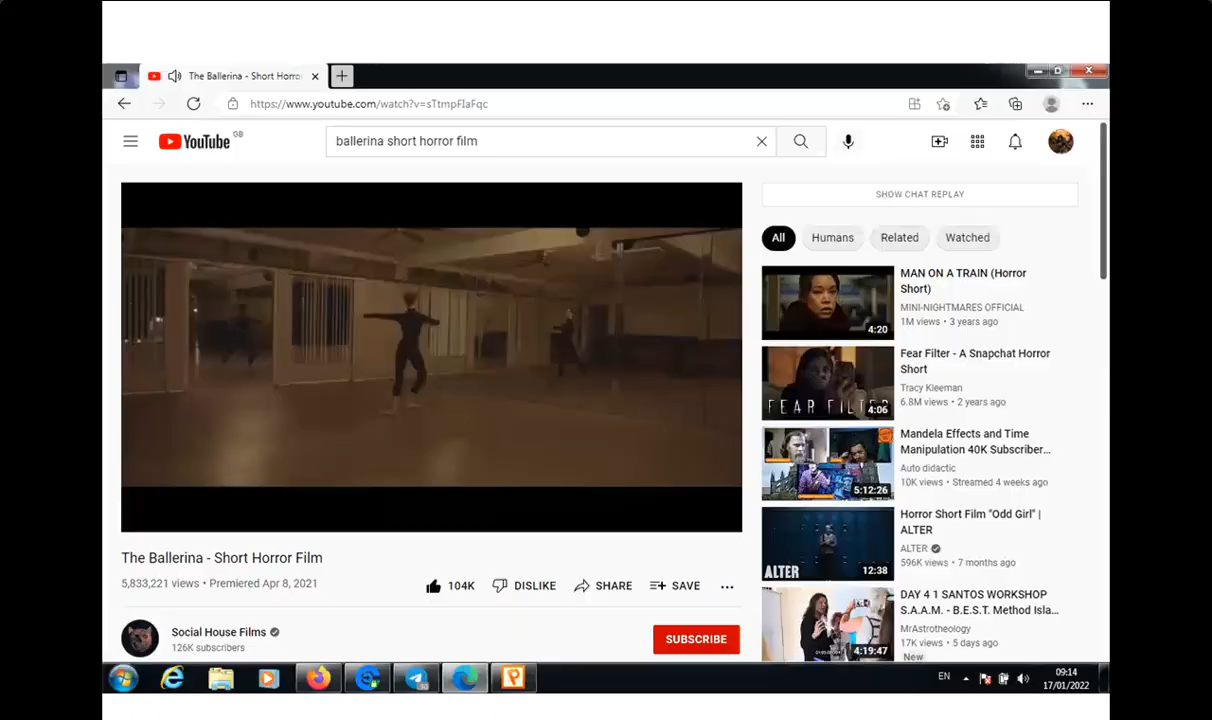 The Ballerina - Short Horro
https://www.youtube.com/watch?v=sTtmpFIaFqc
YouTube GB
ballerina short horror film
SHOW CHAT REPLAY
All Humans Related Watched
MAN ON A TRAIN (Horror
Short)
MINI-NIGHTMARES OFFICIAL
1M views • 3 years ago
4:20
Fear Filter - A Snapchat Horror
Short
Tracy Kleeman
6.8M views • 2 years ago
FEAR FILTER
4:06
Mandela Effects and Time
Manipulation 40K Subscriber...
Auto didactic
10K views • Streamed 4 weeks ago
5:12:26
Horror Short Film "Odd Girl" |
ALTER
ALTER
596K views • 7 months ago
ALTER
12:38
DAY 4 1 SANTOS WORKSHOP
S.A.A.M. - B.E.S.T. Method Isla...
MrAstrotheology
17K views • 5 days ago
New
4:19:47
The Ballerina - Short Horror Film
5,833,221 views • Premiered Apr 8, 2021
104K DISLIKE SHARE SAVE
Social House Films
126K subscribers
SUBSCRIBE
EN
09:14
17/01/2022